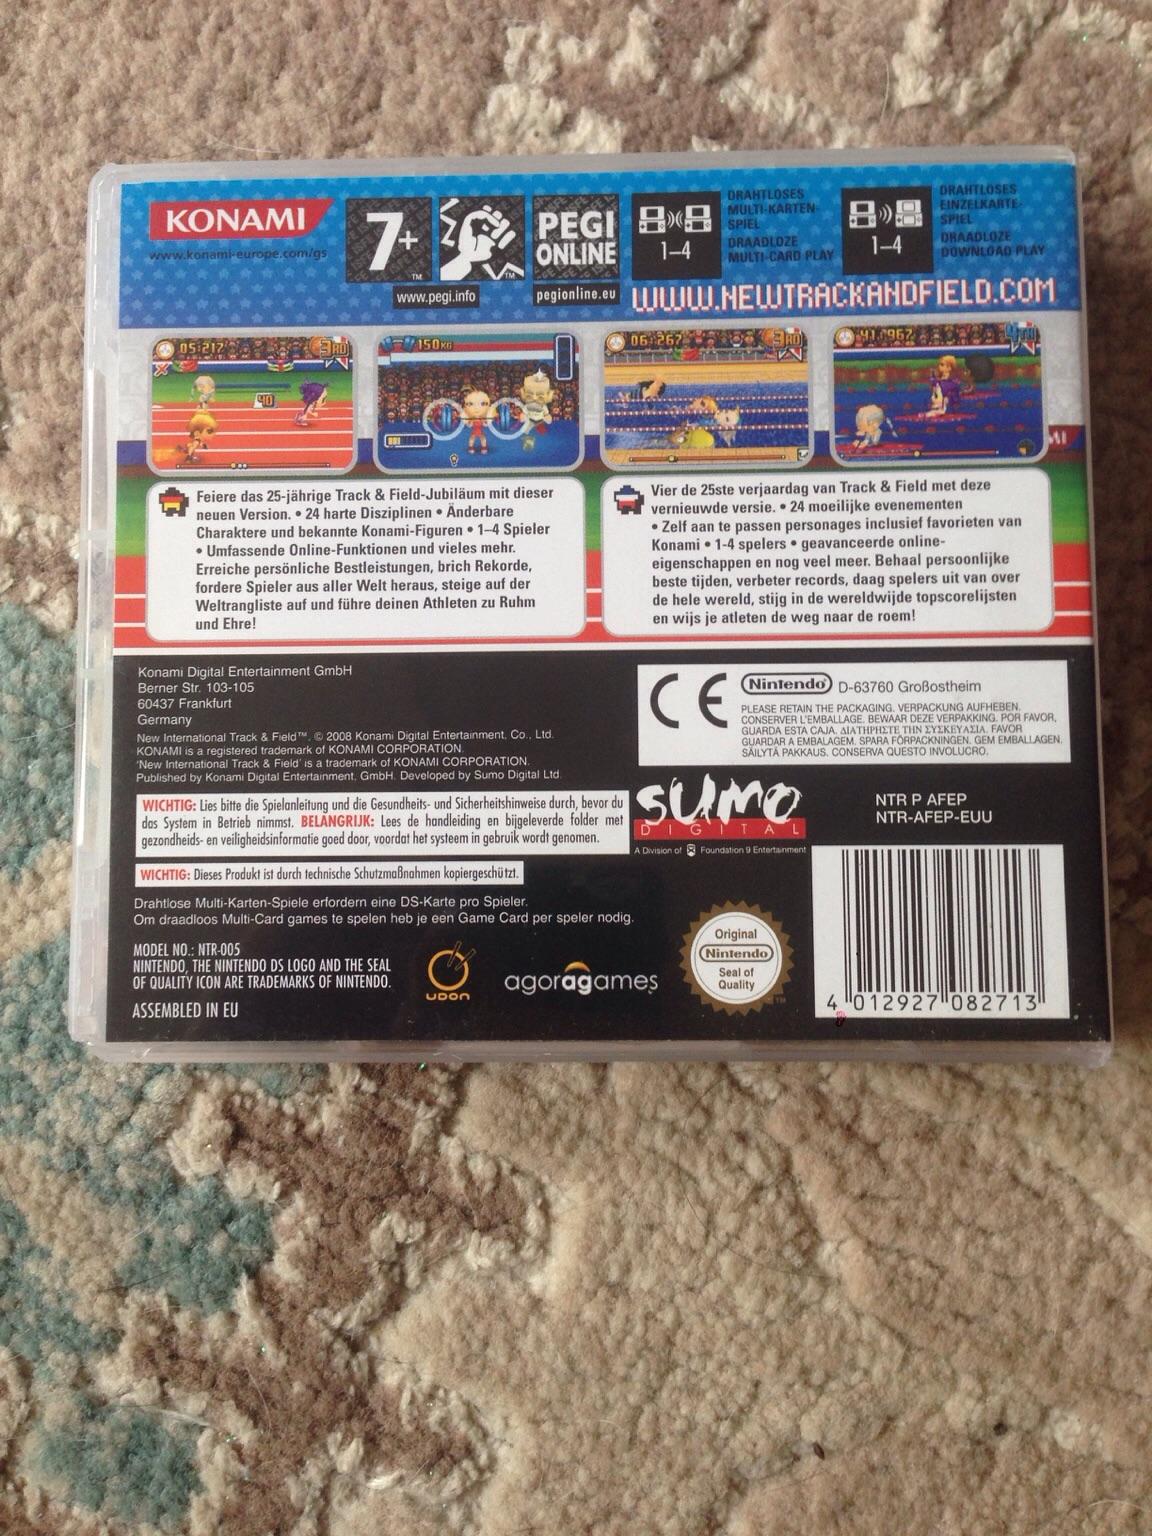 KONAMI
www.konami-europe.com/gs
7+
TM
TM
www.pegi.info
PEGI
ONLINE
pegionline.eu
1–4
DRAHTLOSES
MULTI-KARTEN-
SPIEL
DRAADLOZE
MULTI-CARD PLAY
1–4
DRAHTLOSES
EINZELKARTE-
SPIEL
DRAADLOZE
DOWNLOAD PLAY
WWW.NEWTRACKANDFIELD.COM
05:217
3RD
40
150KG
06:267
3RD
41:967
4TH
Feiere das 25-jährige Track & Field-Jubiläum mit dieser
neuen Version. • 24 harte Disziplinen • Änderbare
Charaktere und bekannte Konami-Figuren • 1–4 Spieler
• Umfassende Online-Funktionen und vieles mehr.
Erreiche persönliche Bestleistungen, brich Rekorde,
fordere Spieler aus aller Welt heraus, steige auf der
Weltrangliste auf und führe deinen Athleten zu Ruhm
und Ehre!
Vier de 25ste verjaardag van Track & Field met deze
vernieuwde versie. • 24 moeilijke evenementen
• Zelf aan te passen personages inclusief favorieten van
Konami • 1-4 spelers • geavanceerde online-
eigenschappen en nog veel meer. Behaal persoonlijke
beste tijden, verbeter records, daag spelers uit van over
de hele wereld, stijg in de wereldwijde topscorelijsten
en wijs je atleten de weg naar de roem!
Konami Digital Entertainment GmbH
Berner Str. 103-105
60437 Frankfurt
Germany
New International Track & Field™. © 2008 Konami Digital Entertainment, Co., Ltd.
KONAMI is a registered trademark of KONAMI CORPORATION.
'New International Track & Field' is a trademark of KONAMI CORPORATION.
Published by Konami Digital Entertainment, GmbH. Developed by Sumo Digital Ltd.
CE
Nintendo D-63760 Großostheim
PLEASE RETAIN THE PACKAGING. VERPACKUNG AUFHEBEN.
CONSERVER L'EMBALLAGE. BEWAAR DEZE VERPAKKING. POR FAVOR,
GUARDA ESTA CAJA. ΔΙΑΤΗΡΗΣΤΕ ΤΗΝ ΣΥΣΚΕΥΑΣΙΑ. FAVOR
GUARDAR A EMBALAGEM. SPARA FÖRPACKNINGEN. GEM EMBALLAGEN.
SÄILYTÄ PAKKAUS. CONSERVA QUESTO INVOLUCRO.
WICHTIG: Lies bitte die Spielanleitung und die Gesundheits- und Sicherheitshinweise durch, bevor du
das System in Betrieb nimmst. BELANGRIJK: Lees de handleiding en bijgeleverde folder met
gezondheids- en veiligheidsinformatie goed door, voordat het systeem in gebruik wordt genomen.
WICHTIG: Dieses Produkt ist durch technische Schutzmaßnahmen kopiergeschützt.
sumo
DIGITAL
A Division of Foundation 9 Entertainment
NTR P AFEP
NTR-AFEP-EUU
Drahtlose Multi-Karten-Spiele erfordern eine DS-Karte pro Spieler.
Om draadloos Multi-Card games te spelen heb je een Game Card per speler nodig.
MODEL NO.: NTR-005
NINTENDO, THE NINTENDO DS LOGO AND THE SEAL
OF QUALITY ICON ARE TRADEMARKS OF NINTENDO.
ASSEMBLED IN EU
UDON
agoragames
Original
Nintendo
Seal of
Quality
TM
4 012927 082713